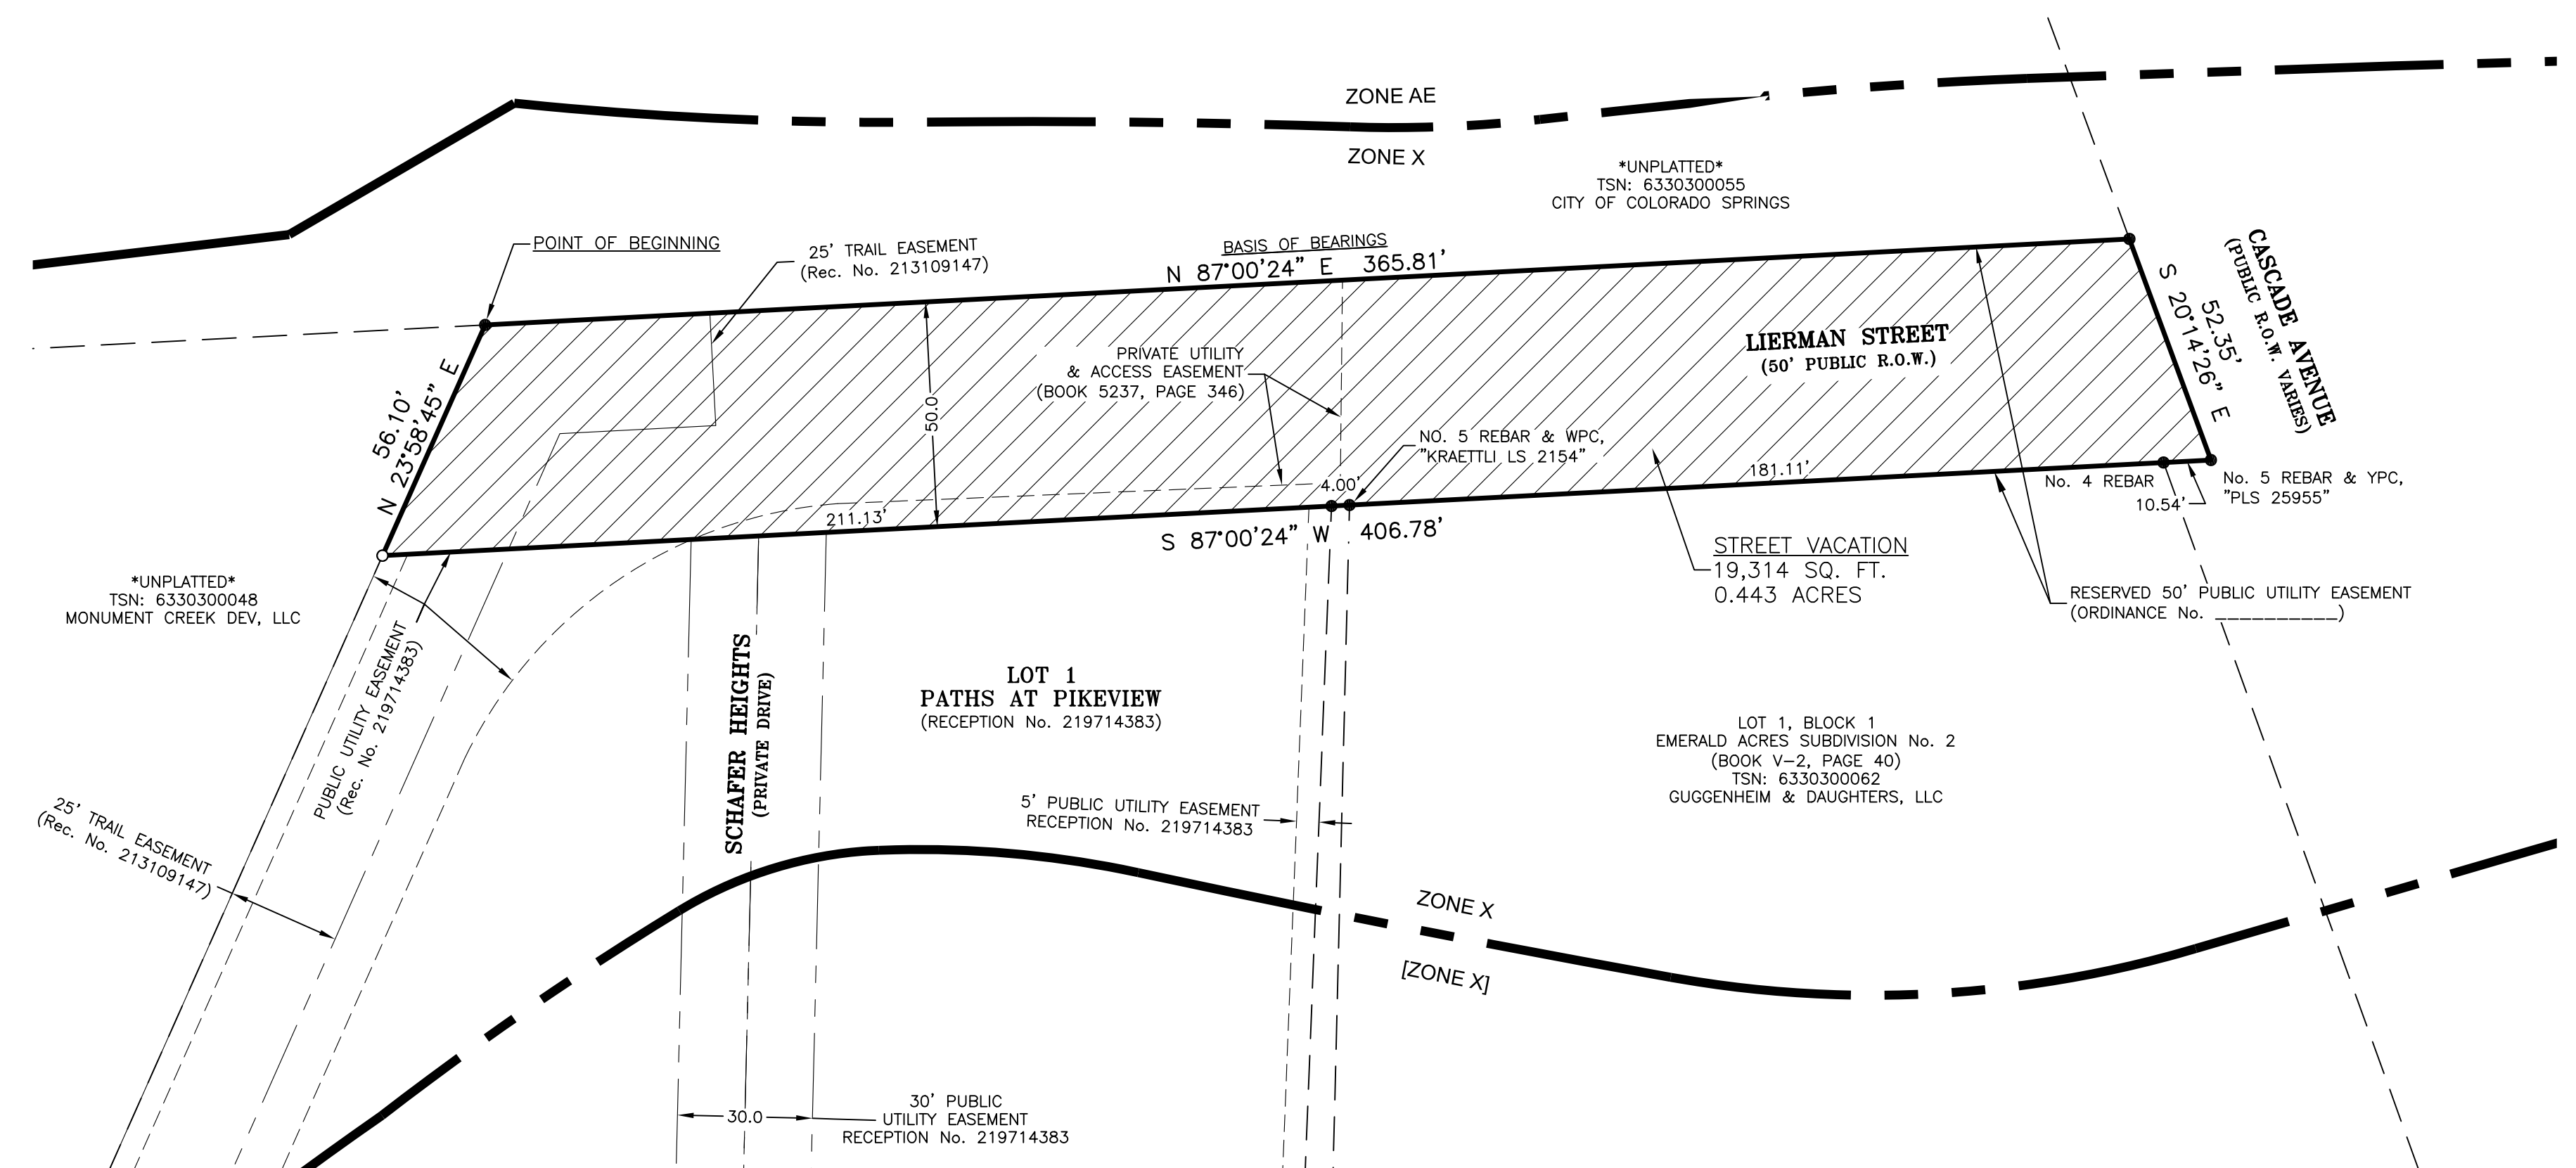 ZONE AE
ZONE X
*UNPLATTED*
TSN: 6330300055
CITY OF COLORADO SPRINGS
POINT OF BEGINNING
25' TRAIL EASEMENT
(Rec. No. 213109147)
BASIS OF BEARINGS
N 87°00'24" E 365.81'
CASCADE AVENUE
(PUBLIC R.O.W. VARIES)
52.35'
S 20°14'26" E
LIERMAN STREET
(50' PUBLIC R.O.W.)
PRIVATE UTILITY
& ACCESS EASEMENT
(BOOK 5237, PAGE 346)
50.0
56.10'
N 23°58'45" E
NO. 5 REBAR & WPC,
"KRAETTLI LS 2154"
4.00'
181.11'
No. 4 REBAR
10.54'
No. 5 REBAR & YPC,
"PLS 25955"
211.13'
S 87°00'24" W 406.78'
STREET VACATION
19,314 SQ. FT.
0.443 ACRES
RESERVED 50' PUBLIC UTILITY EASEMENT
(ORDINANCE No. __________)
*UNPLATTED*
TSN: 6330300048
MONUMENT CREEK DEV, LLC
PUBLIC UTILITY EASEMENT
(Rec. No. 219714383)
SCHAFER HEIGHTS
(PRIVATE DRIVE)
LOT 1
PATHS AT PIKEVIEW
(RECEPTION No. 219714383)
LOT 1, BLOCK 1
EMERALD ACRES SUBDIVISION No. 2
(BOOK V-2, PAGE 40)
TSN: 6330300062
GUGGENHEIM & DAUGHTERS, LLC
25' TRAIL EASEMENT
(Rec. No. 213109147)
5' PUBLIC UTILITY EASEMENT
RECEPTION No. 219714383
ZONE X
[ZONE X]
30.0
30' PUBLIC
UTILITY EASEMENT
RECEPTION No. 219714383